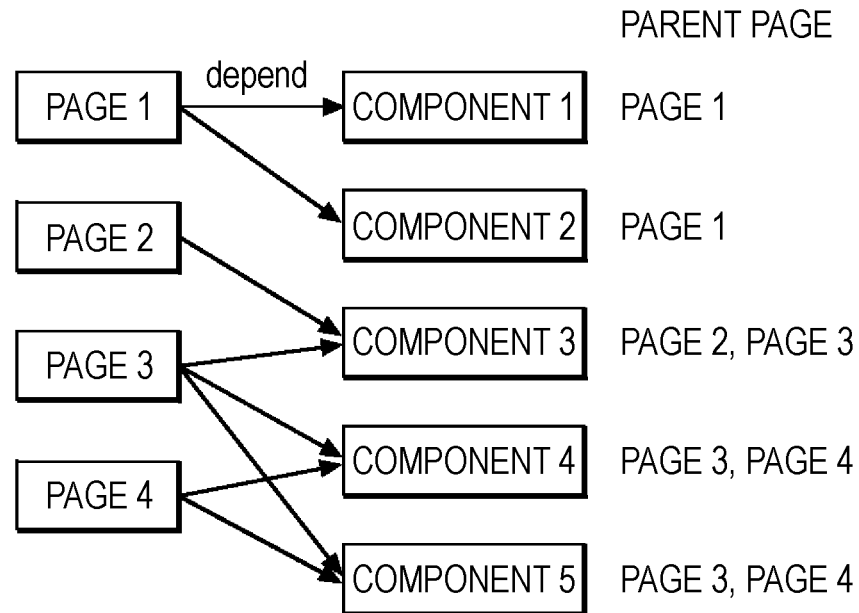 PARENT PAGE
depend
PAGE 1
COMPONENT 1
PAGE 1
COMPONENT 2
PAGE 1
PAGE 2
COMPONENT 3
PAGE 2, PAGE 3
PAGE 3
COMPONENT 4
PAGE 3, PAGE 4
PAGE 4
COMPONENT 5
PAGE 3, PAGE 4